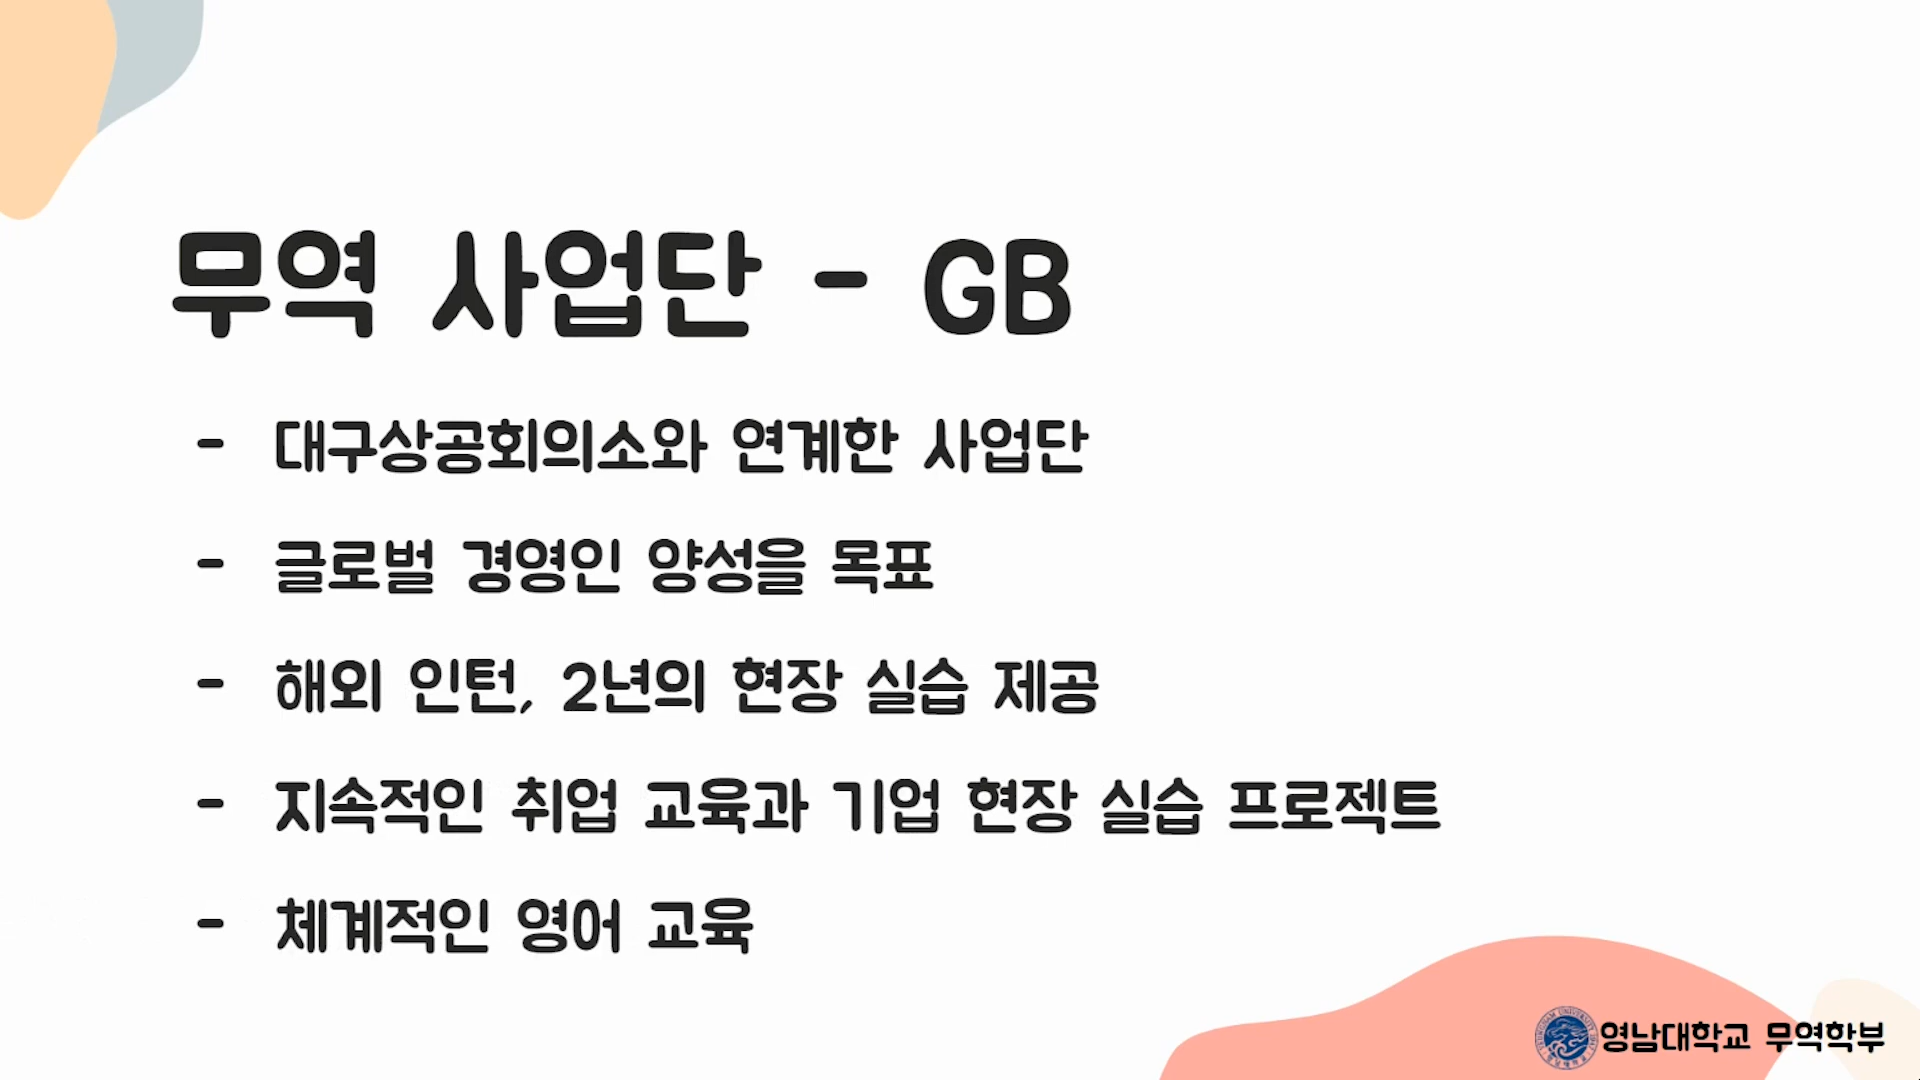 무역 사업단 - GB
- 대구상공회의소와 연계한 사업단
- 글로벌 경영인 양성을 목표
- 해외 인턴, 2년의 현장 실습 제공
- 지속적인 취업 교육과 기업 현장 실습 프로젝트
- 체계적인 영어 교육
영남대학교 무역학부